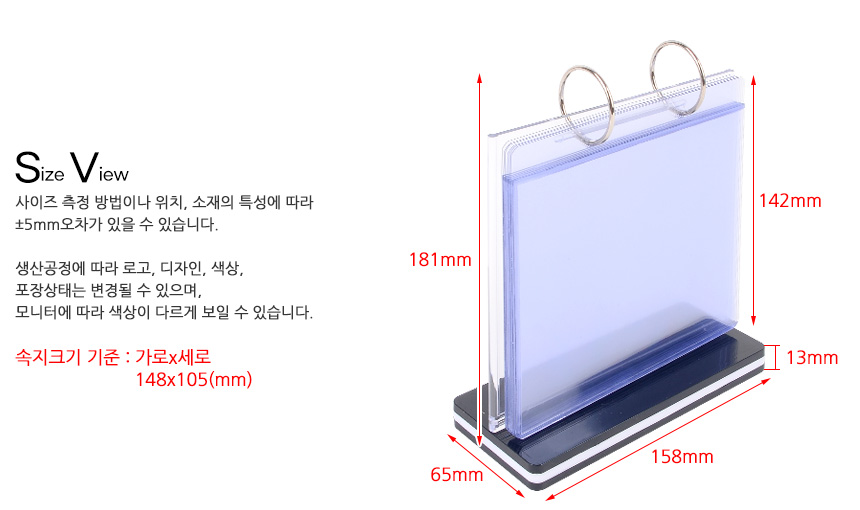 Size View
사이즈 측정 방법이나 위치, 소재의 특성에 따라
±5mm오차가 있을 수 있습니다.
생산공정에 따라 로고, 디자인, 색상,
포장상태는 변경될 수 있으며,
모니터에 따라 색상이 다르게 보일 수 있습니다.
속지크기 기준 : 가로x세로
148x105(mm)
181mm
142mm
13mm
158mm
65mm